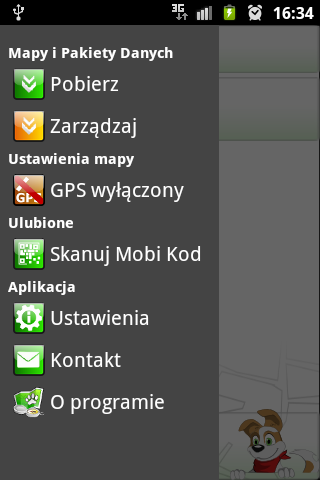 3G 16:34
Mapy i Pakiety Danych
Pobierz
Zarządzaj
Ustawienia mapy
GPS GPS wyłączony
Ulubione
Skanuj Mobi Kod
Aplikacja
Ustawienia
Kontakt
O programie